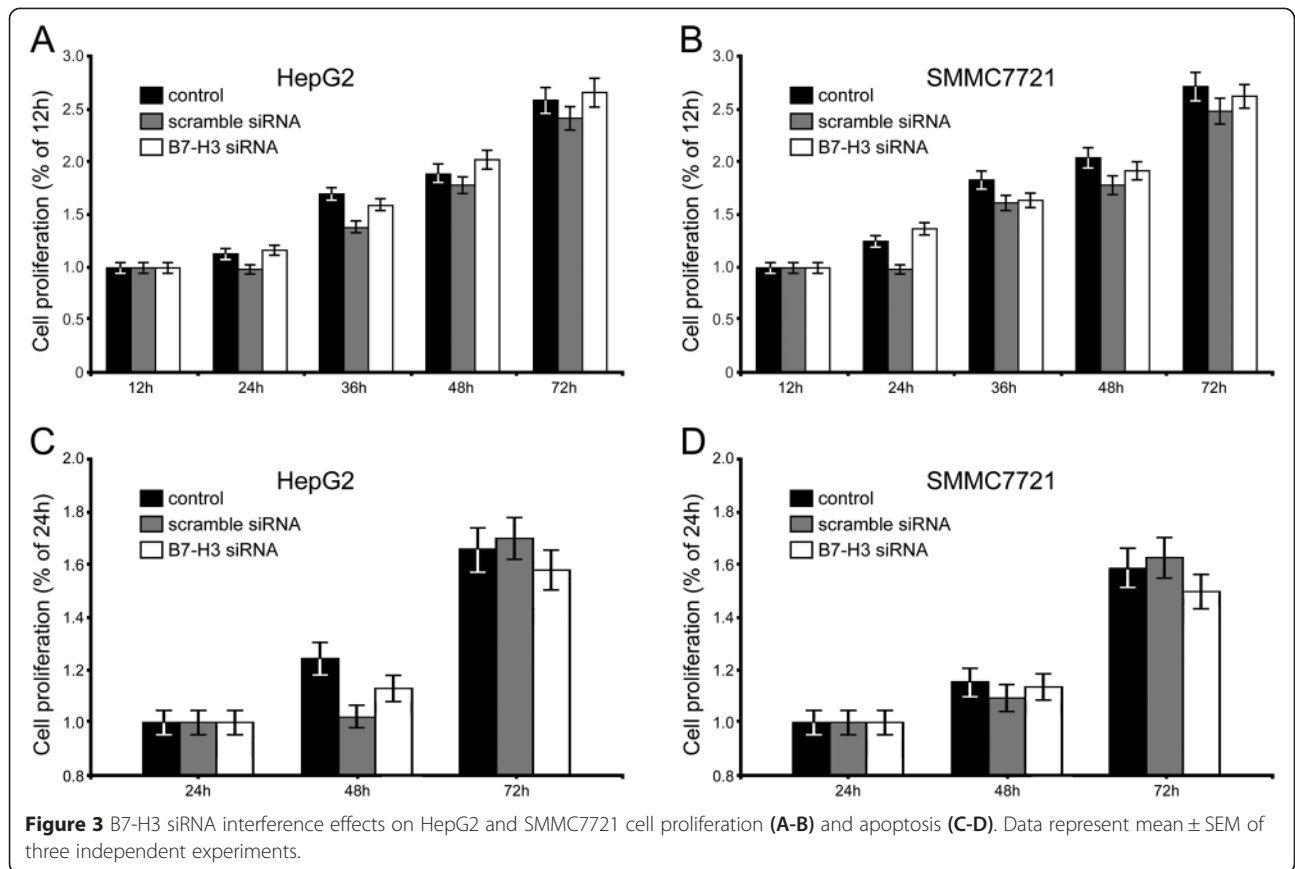 A
HepG2
control
scramble siRNA
B7-H3 siRNA
Cell proliferation (% of 12h)
3.0
2.5
2.0
1.5
1.0
0.5
0
12h 24h 36h 48h 72h
B
SMMC7721
control
scramble siRNA
B7-H3 siRNA
Cell proliferation (% of 12h)
3.0
2.5
2.0
1.5
1.0
0.5
0
12h 24h 36h 48h 72h
C
HepG2
control
scramble siRNA
B7-H3 siRNA
Cell proliferation (% of 24h)
2.0
1.8
1.6
1.4
1.2
1.0
0.8
24h 48h 72h
D
SMMC7721
control
scramble siRNA
B7-H3 siRNA
Cell proliferation (% of 24h)
2.0
1.8
1.6
1.4
1.2
1.0
0.8
24h 48h 72h
Figure 3 B7-H3 siRNA interference effects on HepG2 and SMMC7721 cell proliferation (A-B) and apoptosis (C-D). Data represent mean ± SEM of
three independent experiments.